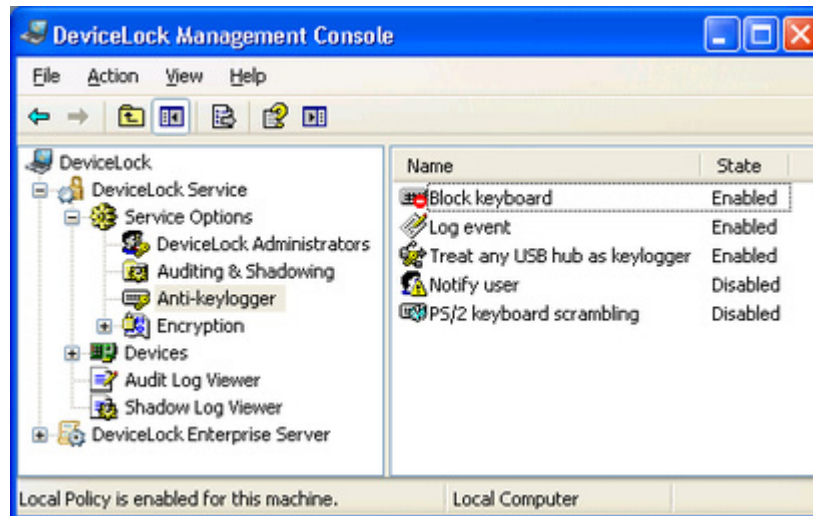 DeviceLock Management Console
File Action View Help
DeviceLock
DeviceLock Service
Service Options
DeviceLock Administrators
Auditing & Shadowing
Anti-keylogger
Encryption
Devices
Audit Log Viewer
Shadow Log Viewer
DeviceLock Enterprise Server
Name State
Block keyboard Enabled
Log event Enabled
Treat any USB hub as keylogger Enabled
Notify user Disabled
PS/2 keyboard scrambling Disabled
Local Policy is enabled for this machine. Local Computer